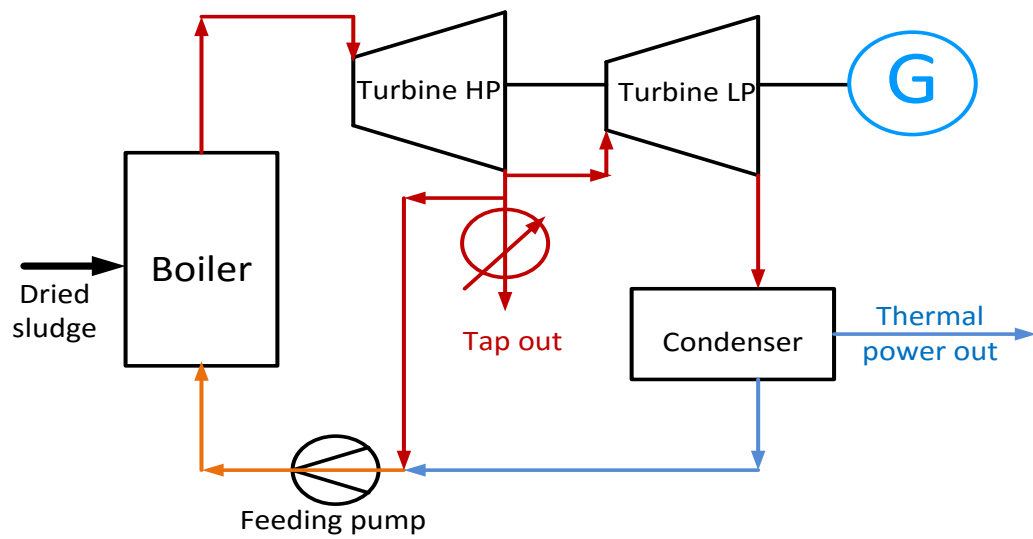 Turbine HP
Turbine LP
G
Boiler
Dried
sludge
Tap out
Condenser
Thermal
power out
Feeding pump